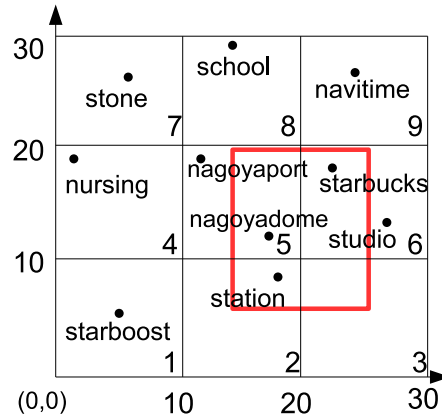 30
school
navitime
stone
7
8
9
20
nursing
nagoyaport
starbucks
nagoyadome
studio
4
5
6
10
station
starboost
1
2
3
(0,0)
10
20
30